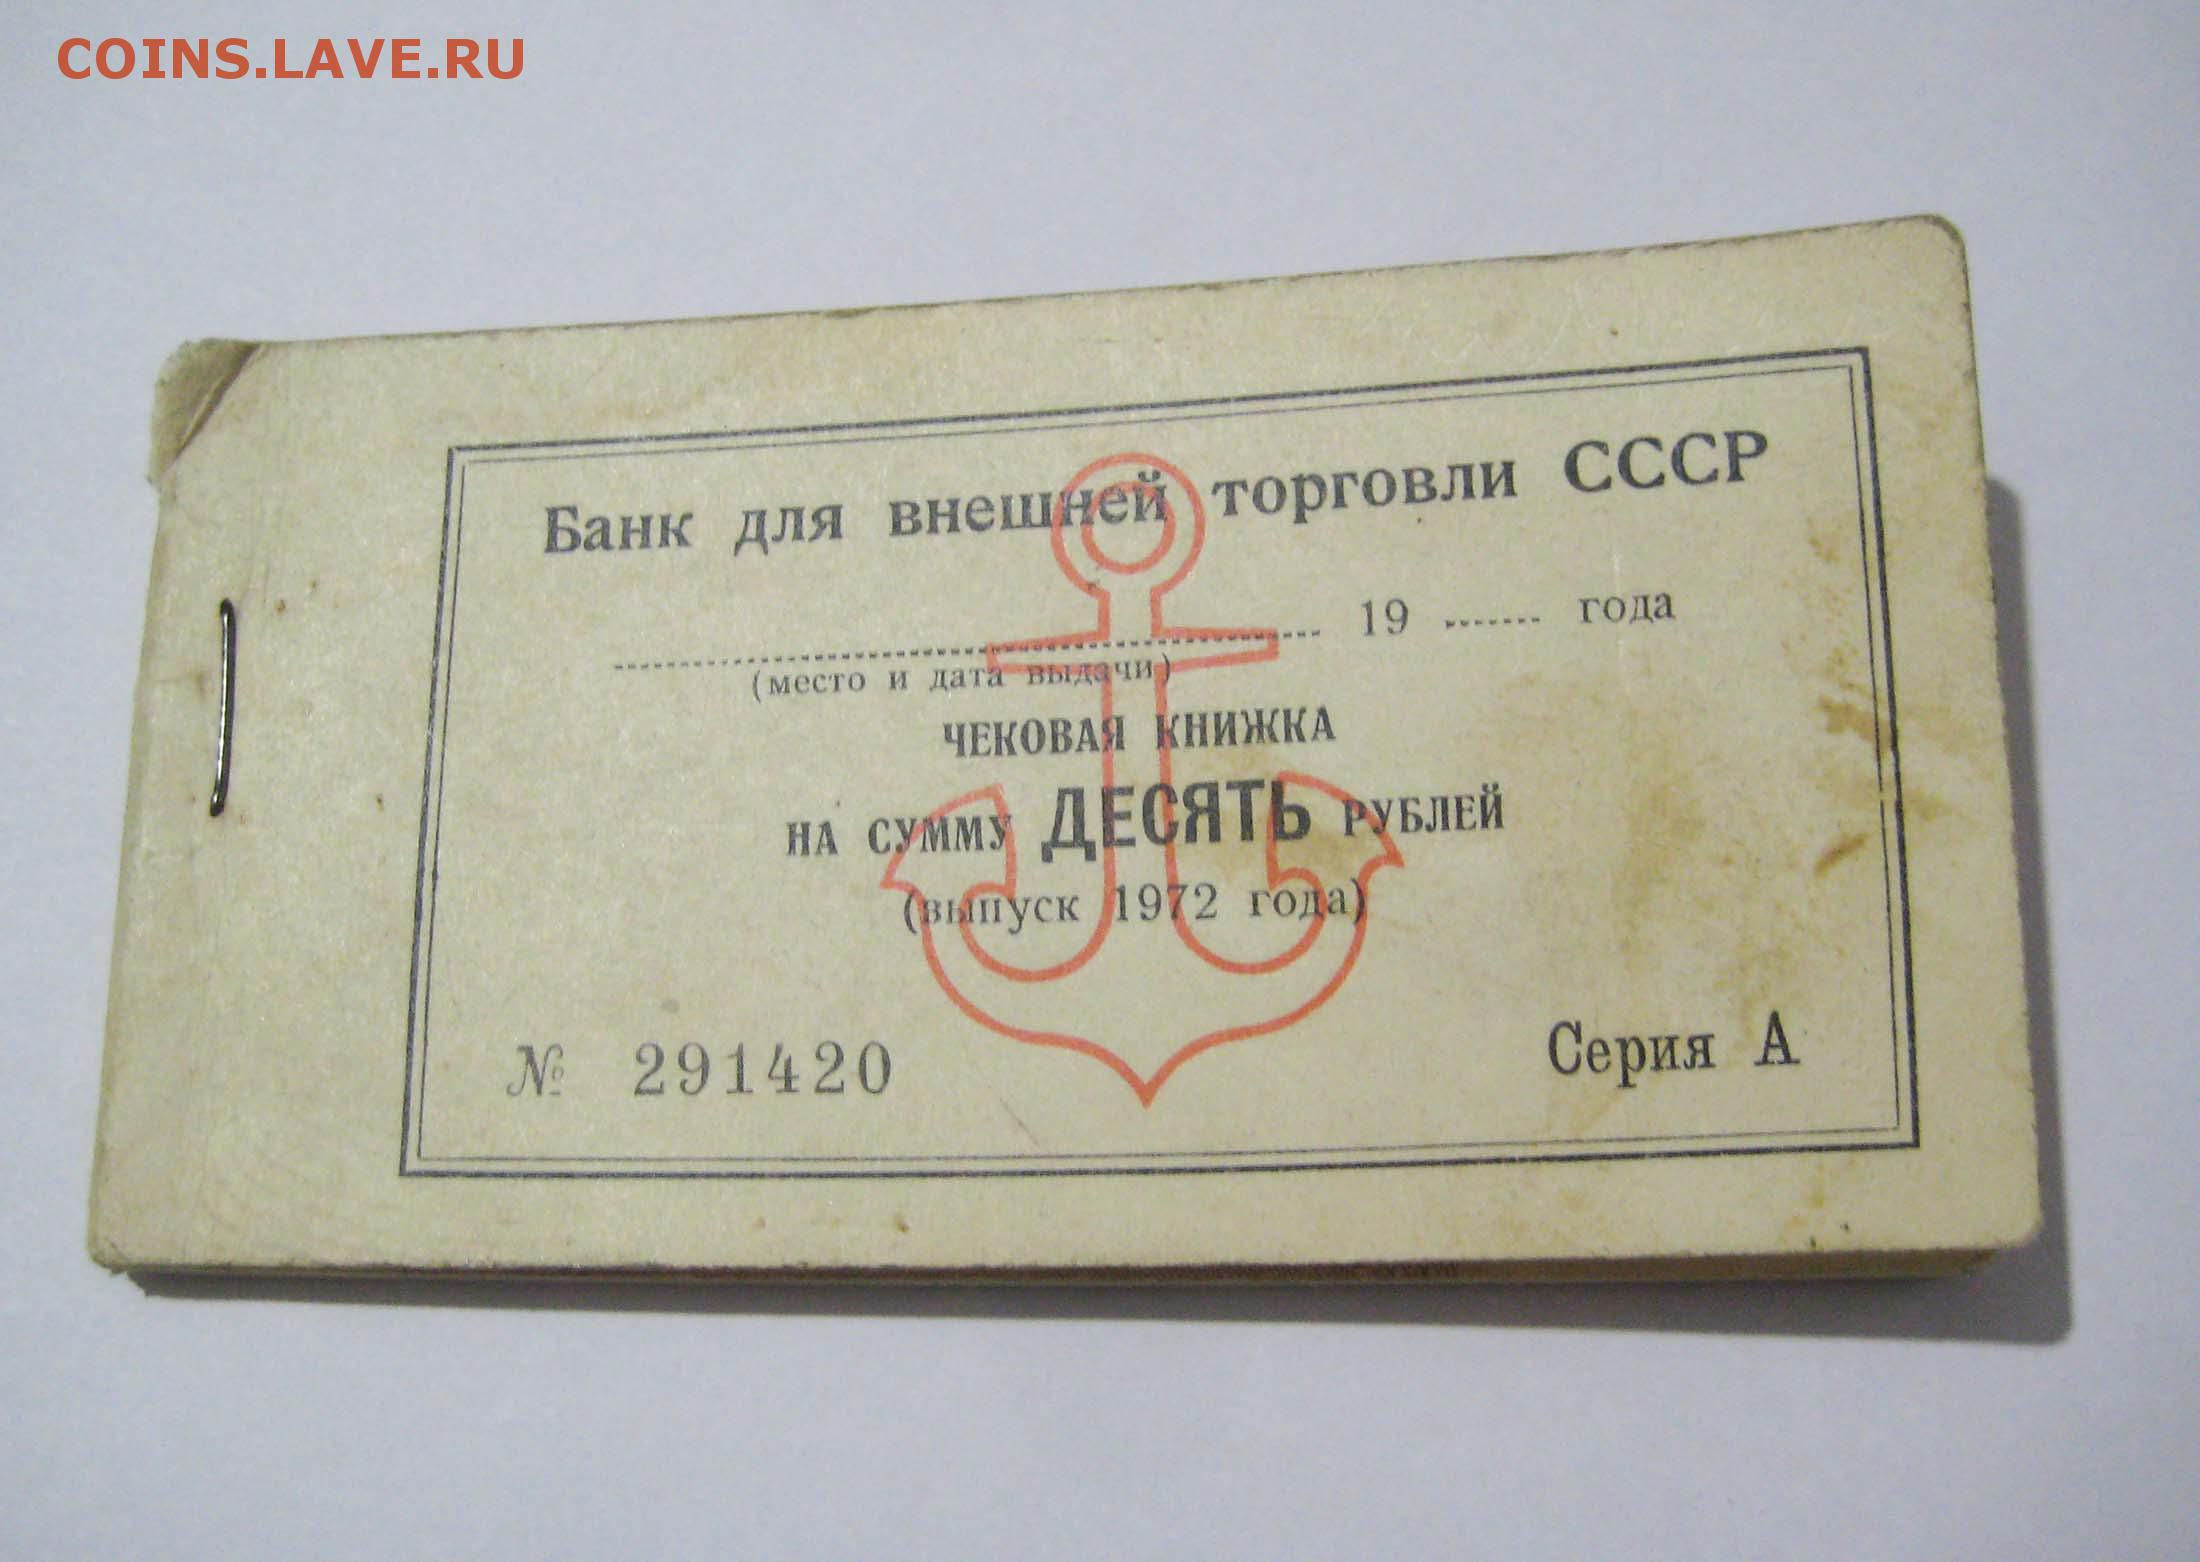 COINS.LAVE.RU
Банк для внешней торговли СССР
19 ....... года
(место и дата выдачи)
ЧЕКОВАЯ КНИЖКА
НА СУММУ ДЕСЯТЬ РУБЛЕЙ
(выпуск 1972 года)
№ 291420
Серия А